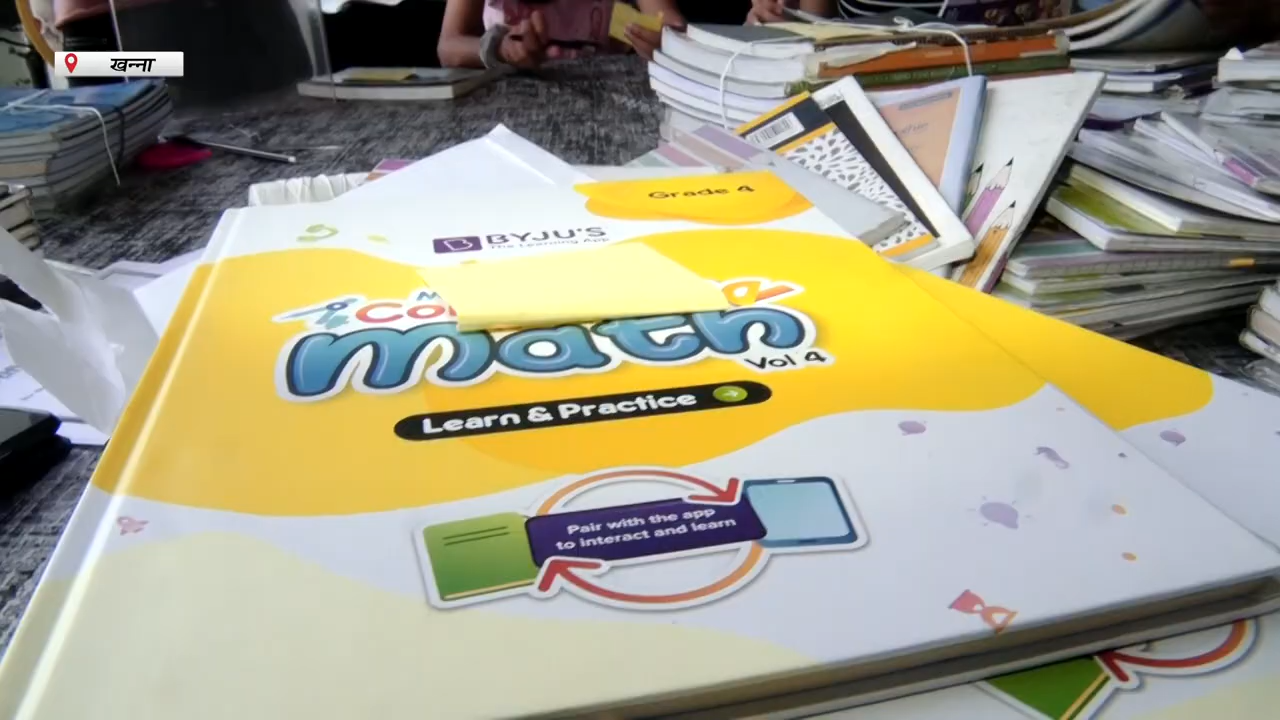 खन्ना
Grade 4
BYJU'S
The Learning App
Math
Vol 4
Learn & Practice
Pair with the app
to interact and learn